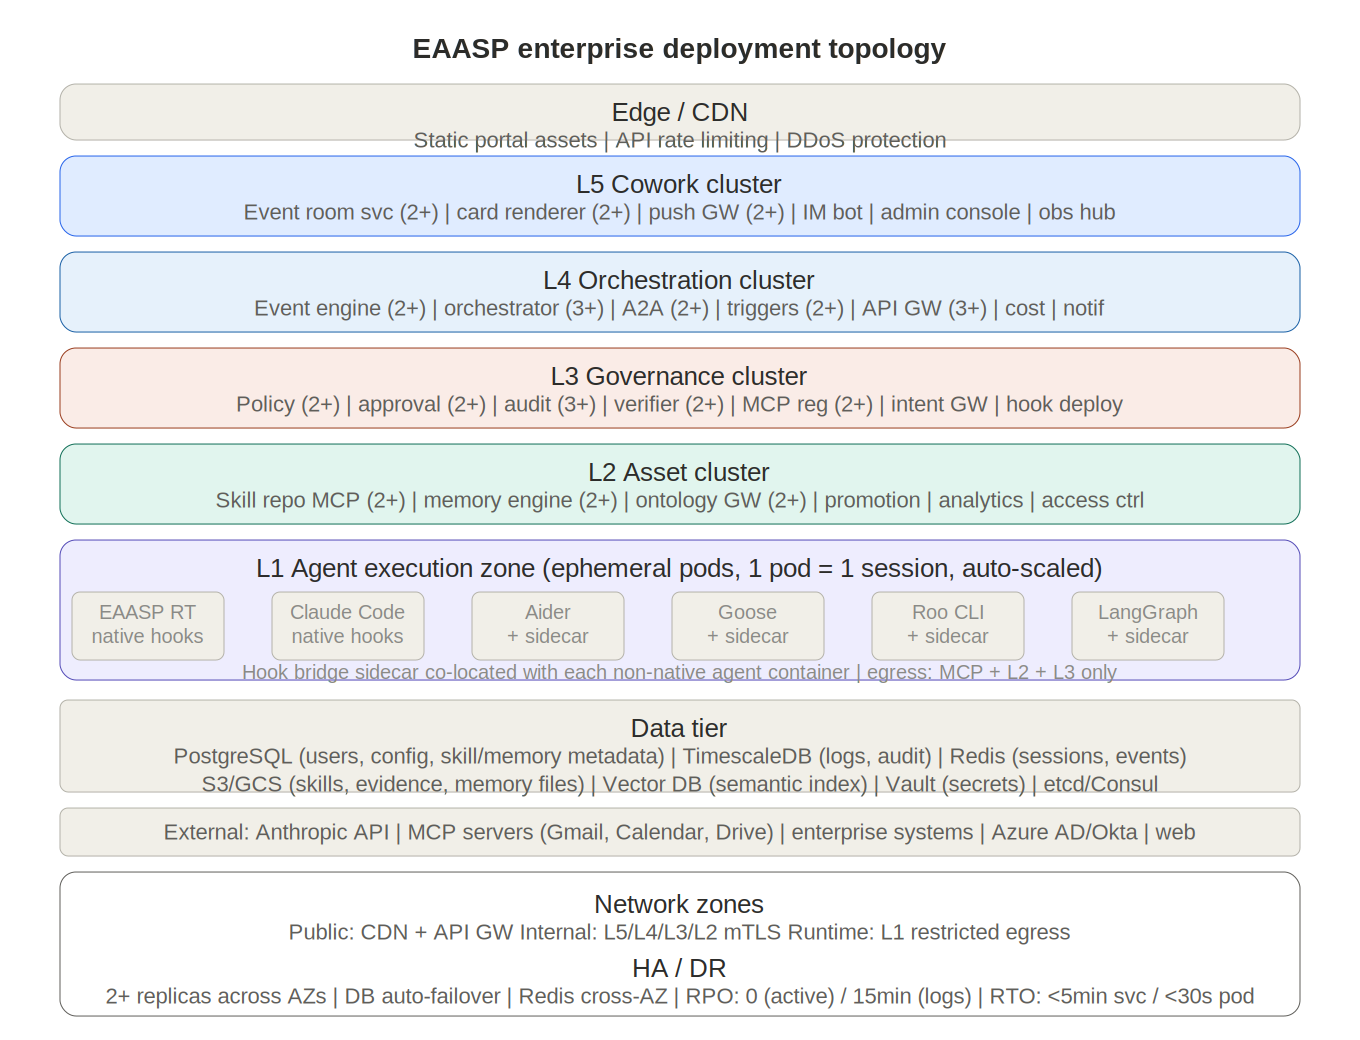 EAASP enterprise deployment topology
Edge / CDN
Static portal assets | API rate limiting | DDoS protection
L5 Cowork cluster
Event room svc (2+) | card renderer (2+) | push GW (2+) | IM bot | admin console | obs hub
L4 Orchestration cluster
Event engine (2+) | orchestrator (3+) | A2A (2+) | triggers (2+) | API GW (3+) | cost | notif
L3 Governance cluster
Policy (2+) | approval (2+) | audit (3+) | verifier (2+) | MCP reg (2+) | intent GW | hook deploy
L2 Asset cluster
Skill repo MCP (2+) | memory engine (2+) | ontology GW (2+) | promotion | analytics | access ctrl
L1 Agent execution zone (ephemeral pods, 1 pod = 1 session, auto-scaled)
EAASP RT
native hooks
Claude Code
native hooks
Aider
+ sidecar
Goose
+ sidecar
Roo CLI
+ sidecar
LangGraph
+ sidecar
Hook bridge sidecar co-located with each non-native agent container | egress: MCP + L2 + L3 only
Data tier
PostgreSQL (users, config, skill/memory metadata) | TimescaleDB (logs, audit) | Redis (sessions, events)
S3/GCS (skills, evidence, memory files) | Vector DB (semantic index) | Vault (secrets) | etcd/Consul
External: Anthropic API | MCP servers (Gmail, Calendar, Drive) | enterprise systems | Azure AD/Okta | web
Network zones
Public: CDN + API GW Internal: L5/L4/L3/L2 mTLS Runtime: L1 restricted egress
HA / DR
2+ replicas across AZs | DB auto-failover | Redis cross-AZ | RPO: 0 (active) / 15min (logs) | RTO: <5min svc / <30s pod